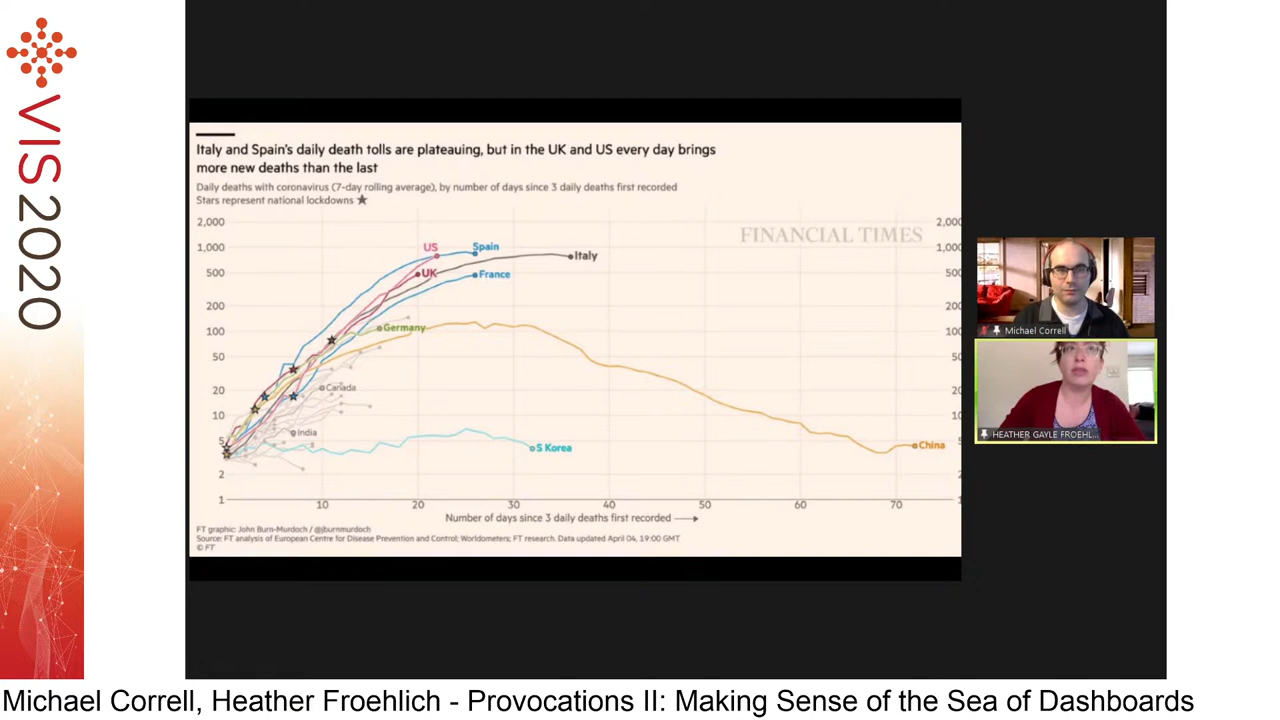 VIS2020
Italy and Spain's daily death tolls are plateauing, but in the UK and US every day brings
more new deaths than the last
Daily deaths with coronavirus (7-day rolling average), by number of days since 3 daily deaths first recorded
Stars represent national lockdowns ★
FINANCIAL TIMES
2,000
2,000
1,000
1,000
500
500
200
200
100
100
50
50
20
20
10
10
5
5
2
2
1
1
US
Spain
Italy
UK
France
Germany
Canada
India
S Korea
China
10
20
30
40
50
60
70
Number of days since 3 daily deaths first recorded
FT graphic: John Burn-Murdoch / @jburnmurdoch
Source: FT analysis of European Centre for Disease Prevention and Control; Worldometers; FT research. Data updated April 04, 19:00 GMT
© FT
Michael Correll
HEATHER GAYLE FROEHL...
Michael Correll, Heather Froehlich - Provocations II: Making Sense of the Sea of Dashboards